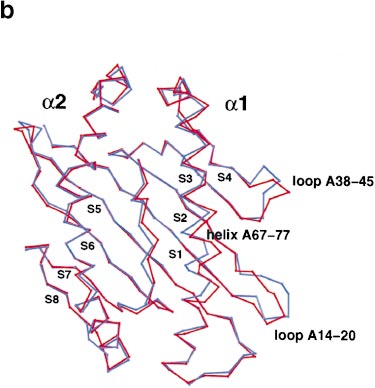 b
α2
α1
S3
S4
loop A38-45
S5
S2
helix A67-77
S6
S1
S7
S8
loop A14-20